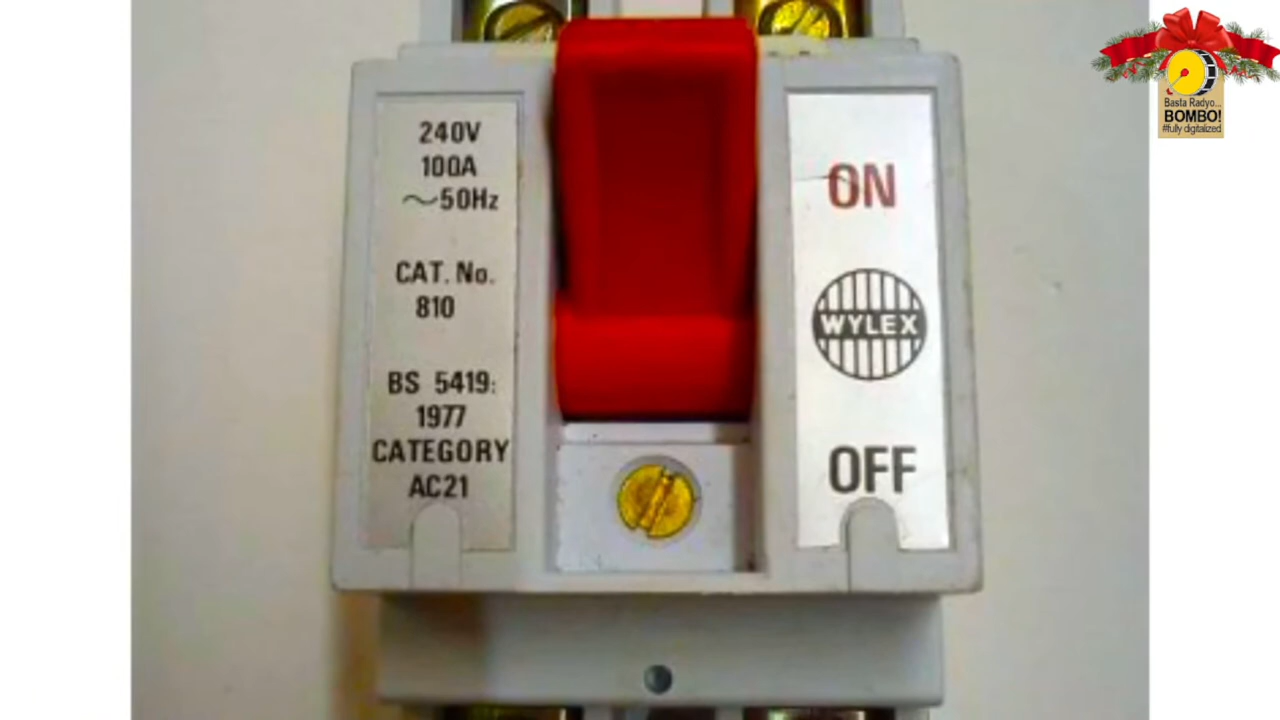 240V
100A
~50Hz
CAT. No.
810
BS 5419:
1977
CATEGORY
AC21
ON
WYLEX
OFF
Basta Radyo...
BOMBO!
#fully digitalized